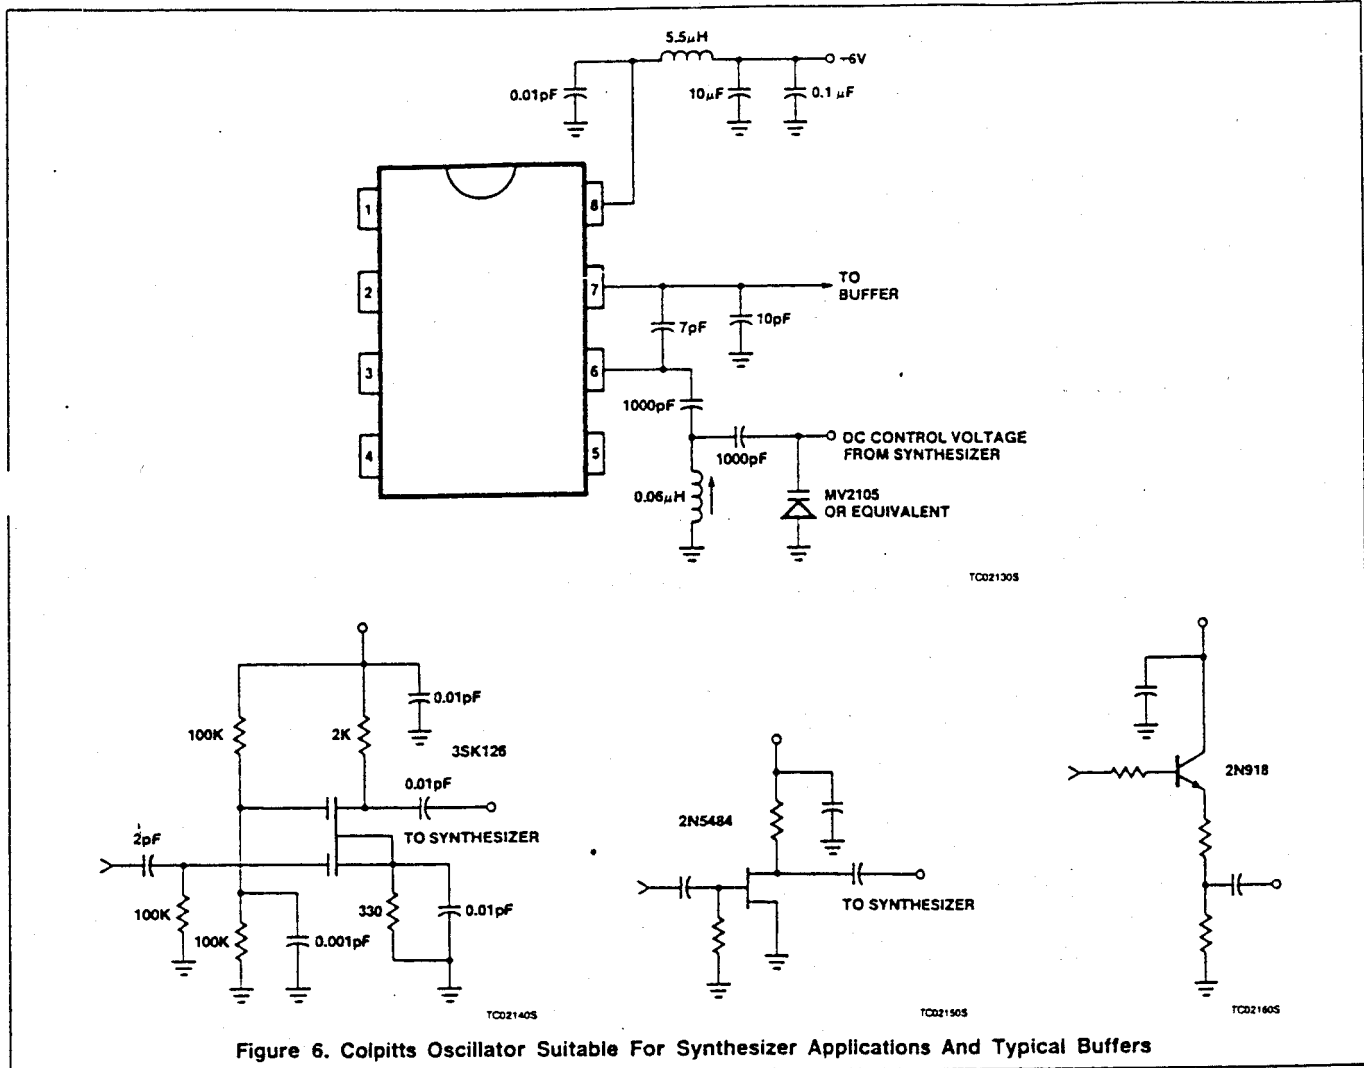 5.5μH
–6V
0.01pF
10μF
0.1 μF
1
8
2
7
TO
BUFFER
7pF
10pF
3
6
1000pF
4
5
DC CONTROL VOLTAGE
FROM SYNTHESIZER
1000pF
0.06μH
MV2105
OR EQUIVALENT
TC02130S
0.01pF
100K
2K
3SK126
0.01pF
TO SYNTHESIZER
2pF
100K
100K
0.001pF
330
0.01pF
TC02140S
2N5484
TO SYNTHESIZER
TC02150S
2N918
TC02160S
Figure 6. Colpitts Oscillator Suitable For Synthesizer Applications And Typical Buffers